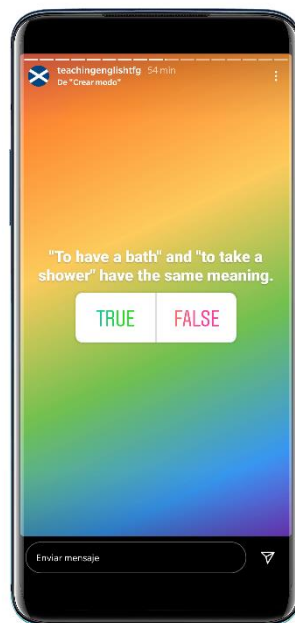 teachingenglishtfg 54 min
De "Crear modo"
"To have a bath" and "to take a
shower" have the same meaning.
TRUE FALSE
Enviar mensaje